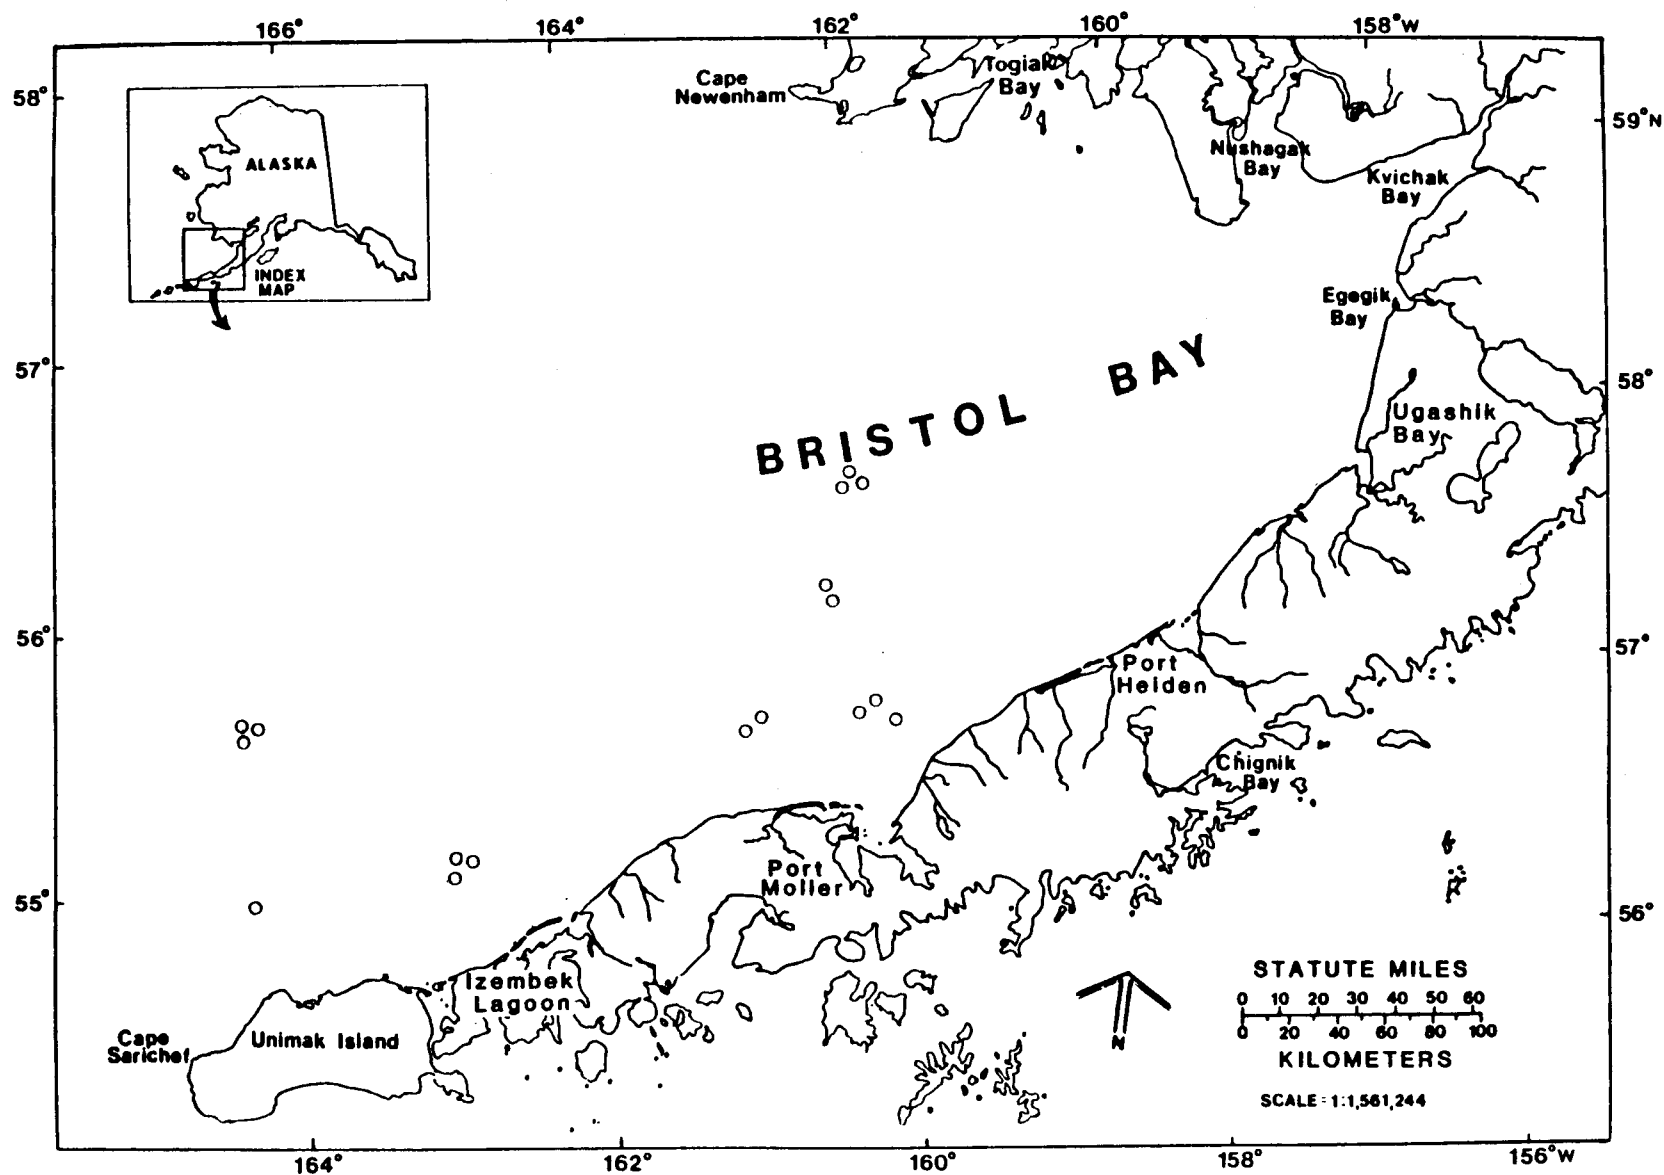 166°
164°
162°
160°
158°W
58°
57°
56°
55°
59°N
58°
57°
56°
ALASKA
INDEX
MAP
Cape
Newenham
Togiak
Bay
Nushagak
Bay
Kvichak
Bay
Egegik
Bay
Ugashik
Bay
BRISTOL BAY
Port
Heiden
Chignik
Bay
Port
Moller
Izembek
Lagoon
Unimak Island
Cape
Sarichef
N
STATUTE MILES
0 10 20 30 40 50 60
0 20 40 60 80 100
KILOMETERS
SCALE = 1:1,561,244
164°
162°
160°
158°
156°W